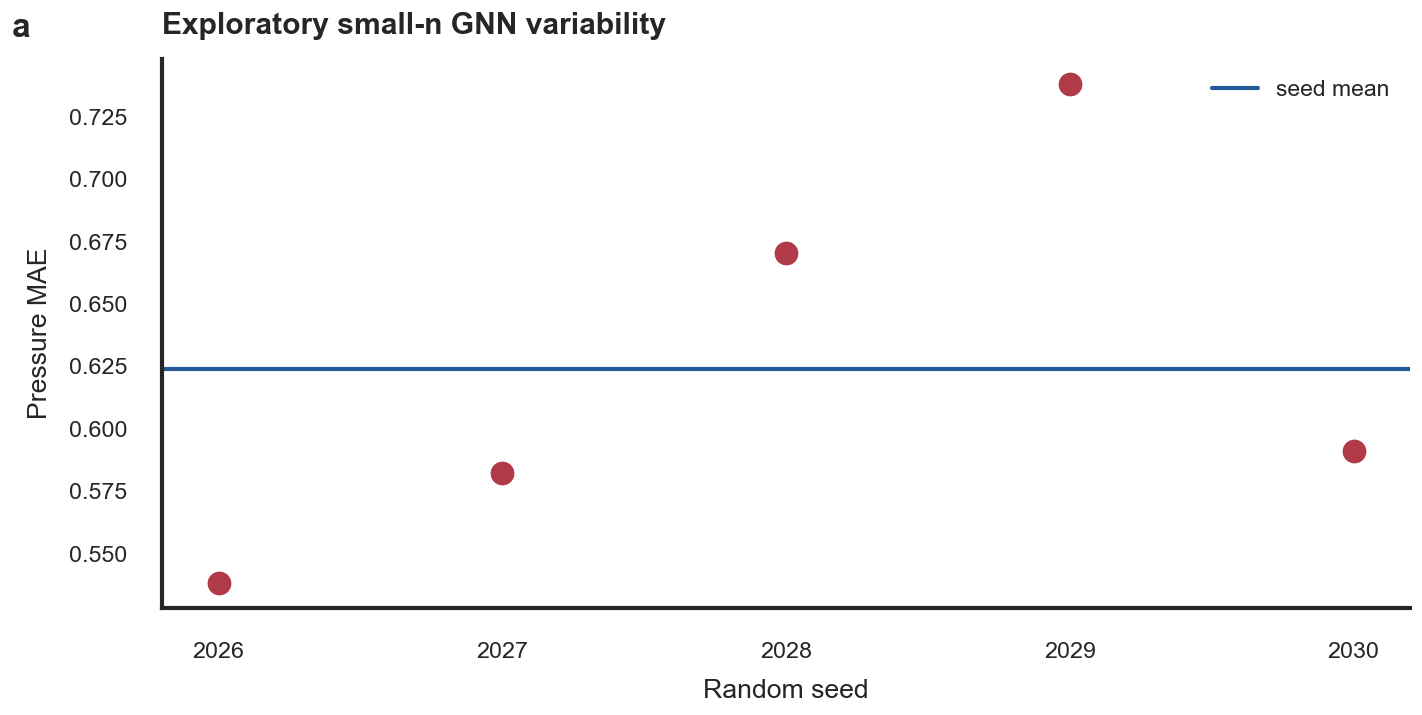 a
Exploratory small-n GNN variability
seed mean
0.725
0.700
0.675
0.650
0.625
0.600
0.575
0.550
Pressure MAE
2026 2027 2028 2029 2030
Random seed